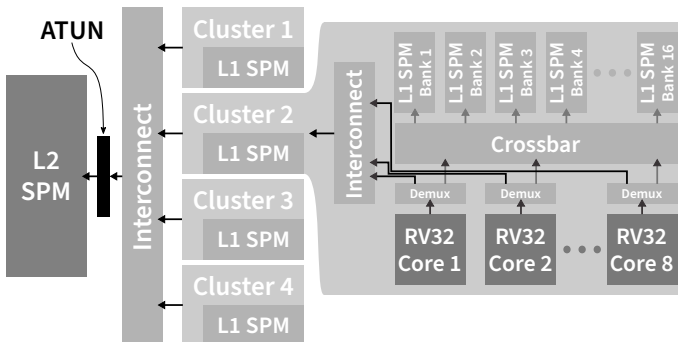 ATUN
L2
SPM
Interconnect
Cluster 1
L1 SPM
Cluster 2
L1 SPM
Cluster 3
L1 SPM
Cluster 4
L1 SPM
Interconnect
L1 SPM
Bank 1
L1 SPM
Bank 2
L1 SPM
Bank 3
L1 SPM
Bank 4
L1 SPM
Bank 16
Crossbar
Demux
Demux
Demux
RV32
Core 1
RV32
Core 2
RV32
Core 8